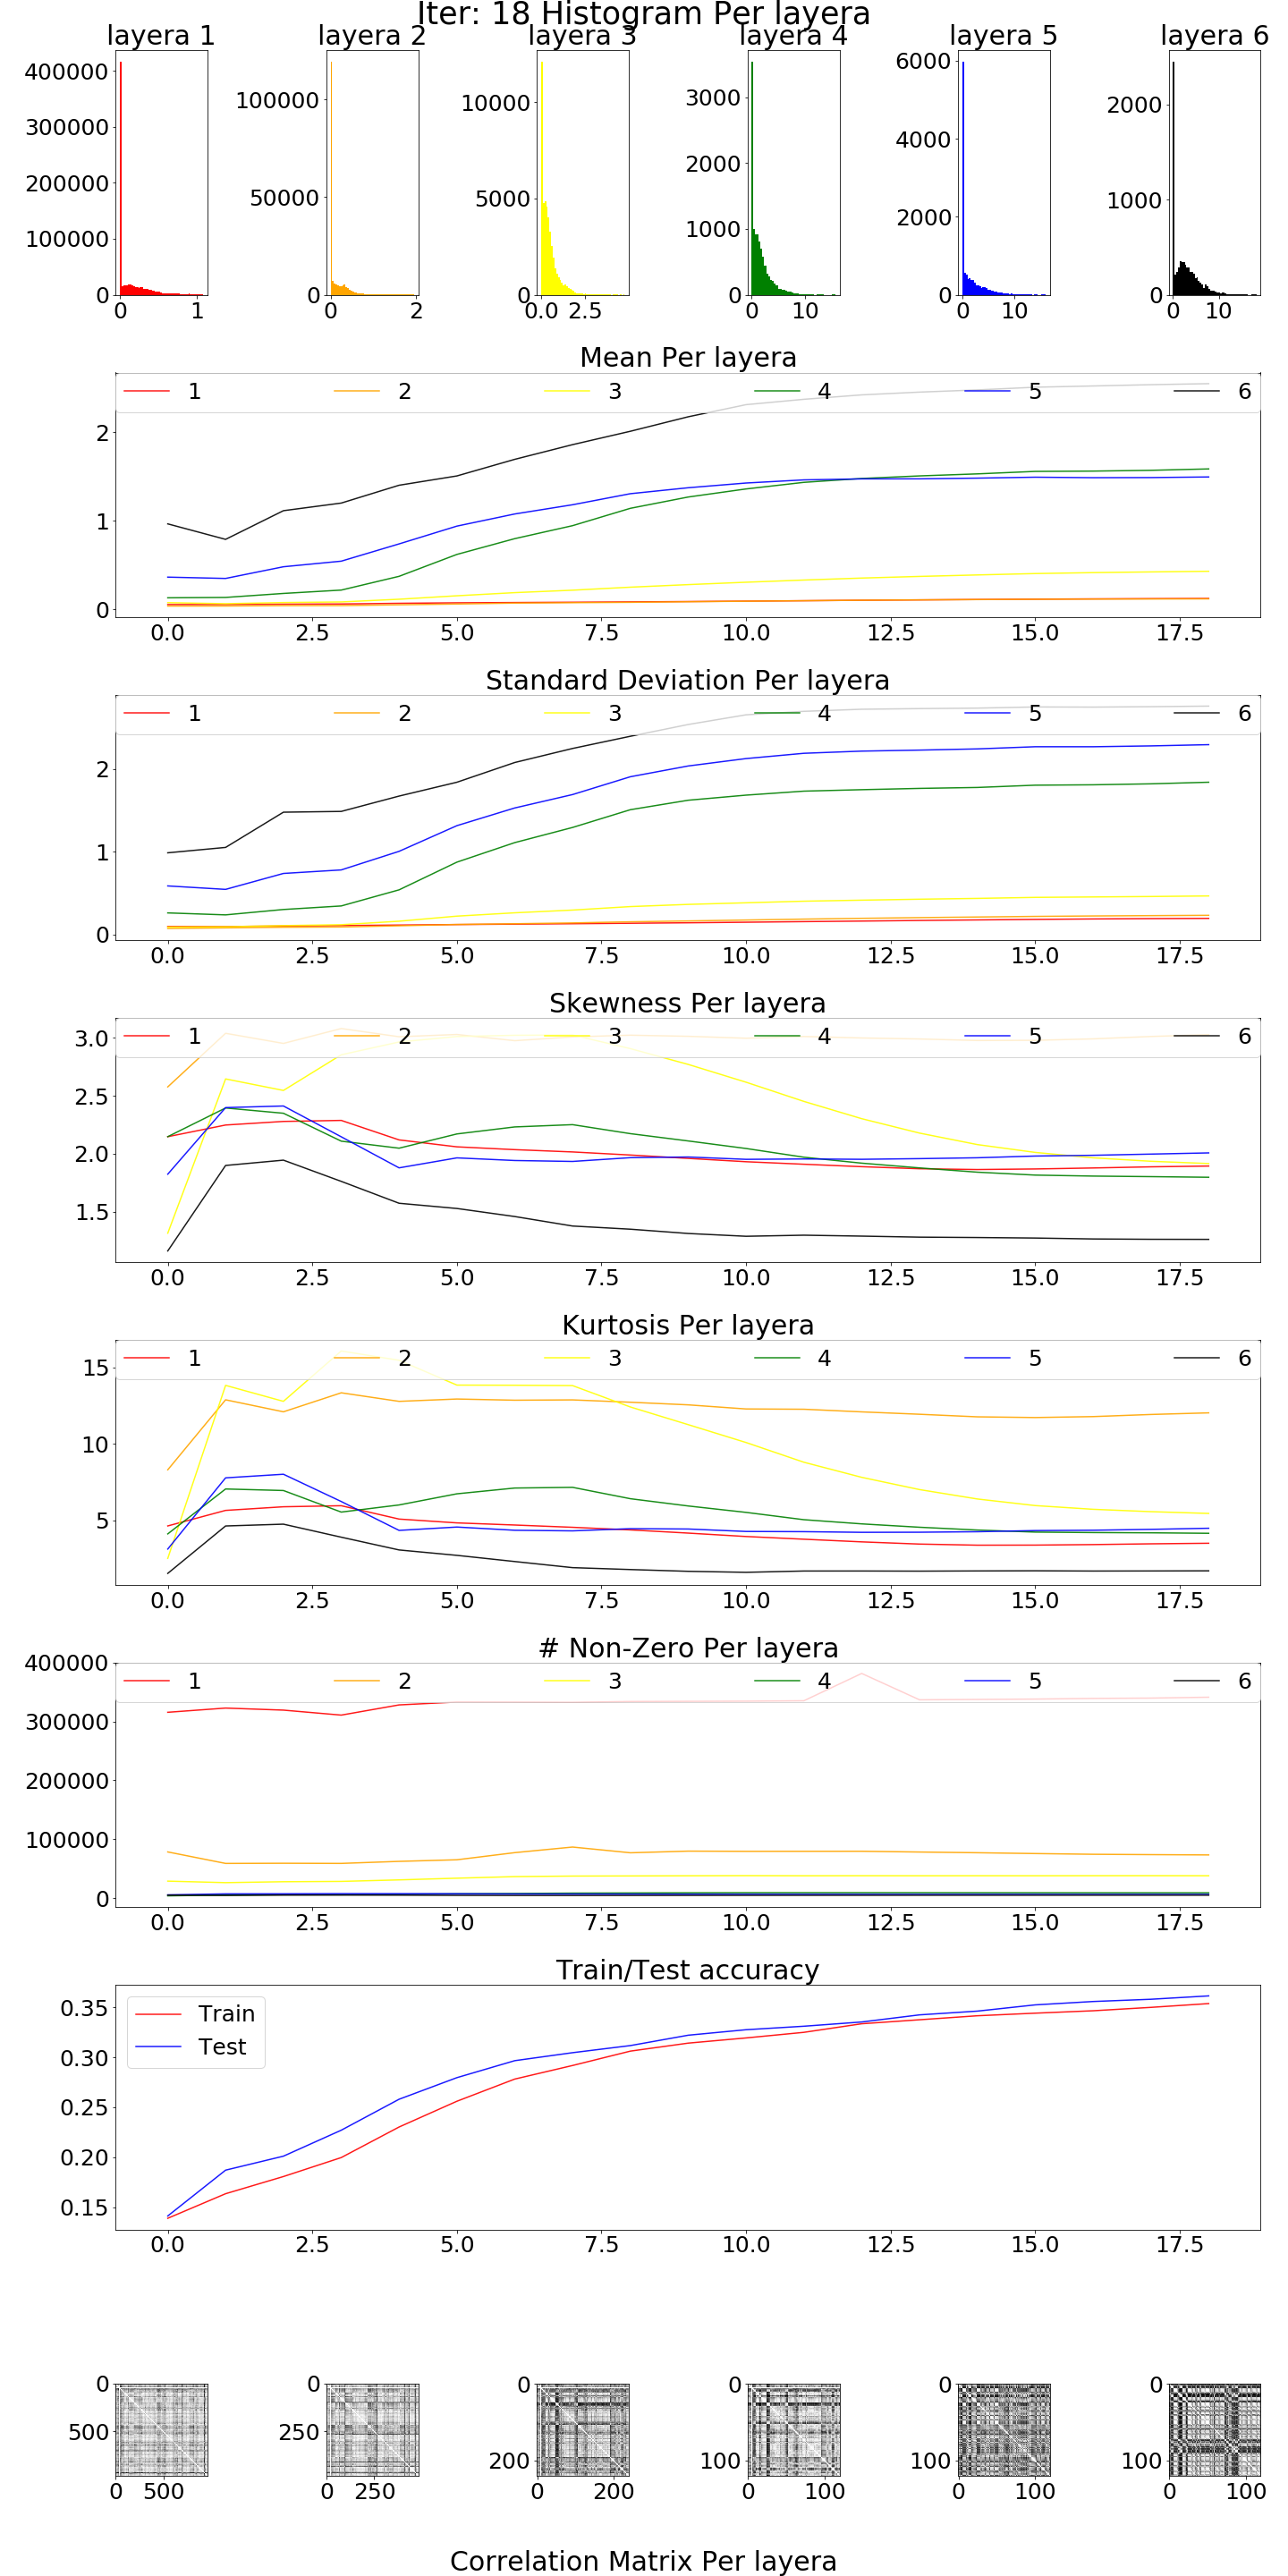 Iter: 18 Histogram Per layera
layera 1 layera 2 layera 3 layera 4 layera 5 layera 6
400000 300000 200000 100000 0
0 1
100000 50000 0
0 2
10000 5000 0
0.0 2.5
3000 2000 1000 0
0 10
6000 4000 2000 0
0 10
2000 1000 0
0 10
Mean Per layera
1 2 3 4 5 6
2
1
0
0.0 2.5 5.0 7.5 10.0 12.5 15.0 17.5
Standard Deviation Per layera
1 2 3 4 5 6
2
1
0
0.0 2.5 5.0 7.5 10.0 12.5 15.0 17.5
Skewness Per layera
1 2 3 4 5 6
3.0
2.5
2.0
1.5
0.0 2.5 5.0 7.5 10.0 12.5 15.0 17.5
Kurtosis Per layera
1 2 3 4 5 6
15
10
5
0.0 2.5 5.0 7.5 10.0 12.5 15.0 17.5
# Non-Zero Per layera
1 2 3 4 5 6
400000
300000
200000
100000
0
0.0 2.5 5.0 7.5 10.0 12.5 15.0 17.5
Train/Test accuracy
Train
Test
0.35
0.30
0.25
0.20
0.15
0.0 2.5 5.0 7.5 10.0 12.5 15.0 17.5
0 500
0 500
0 250
0 250
0 200
0 200
0 100
0 100
0 100
0 100
0 100
0 100
Correlation Matrix Per layera